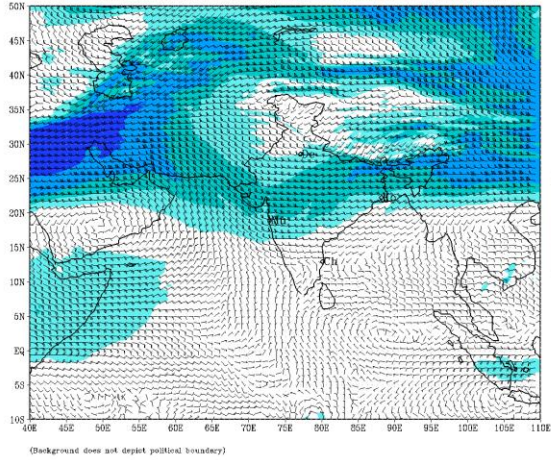 50N
45N
40N
35N
30N
25N
20N
15N
10N
5N
EQ
5S
10S
40E 45E 50E 55E 60E 65E 70E 75E 80E 85E 90E 95E 100E 105E 110E
Ch
(Background does not depict political boundary)